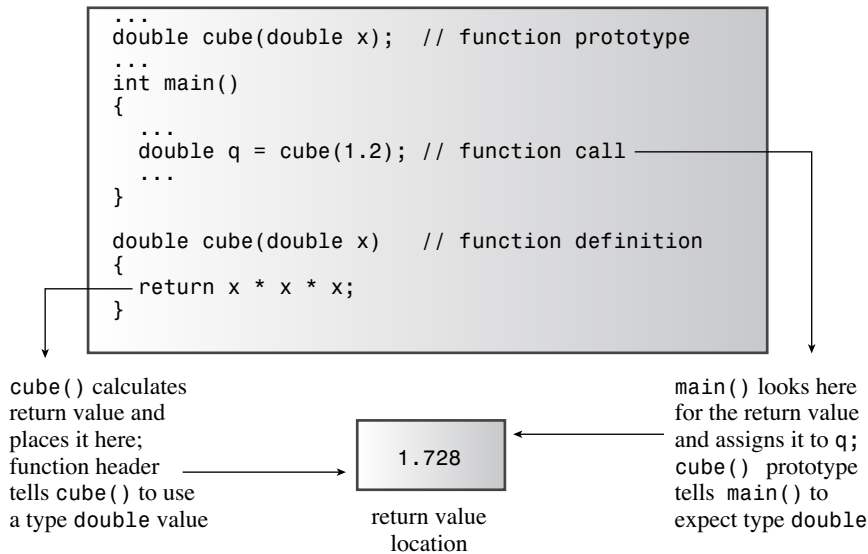 ...
double cube(double x);  // function prototype
...
int main()
{
  ...
  double q = cube(1.2); // function call
  ...
}
double cube(double x)   // function definition
{
  return x * x * x;
}
cube() calculates
return value and
places it here;
function header
tells cube() to use
a type double value
1.728
return value
location
main() looks here
for the return value
and assigns it to q;
cube() prototype
tells main() to
expect type double